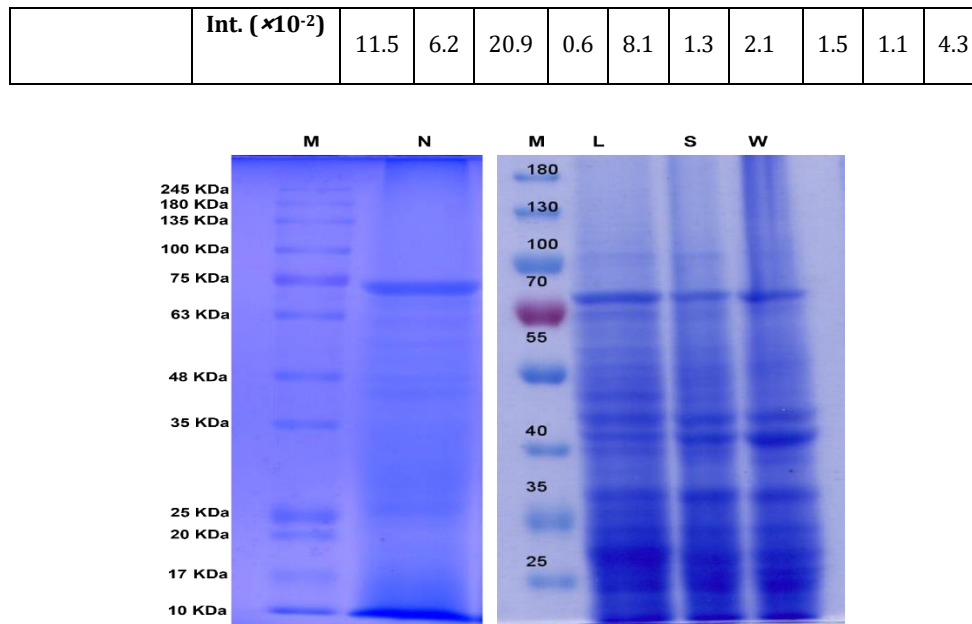 Int. (×10-2) 11.5 6.2 20.9 0.6 8.1 1.3 2.1 1.5 1.1 4.3
M N M L S W
245 KDa
180 KDa
135 KDa
100 KDa
75 KDa
63 KDa
48 KDa
35 KDa
25 KDa
20 KDa
17 KDa
10 KDa
180
130
100
70
55
40
35
25